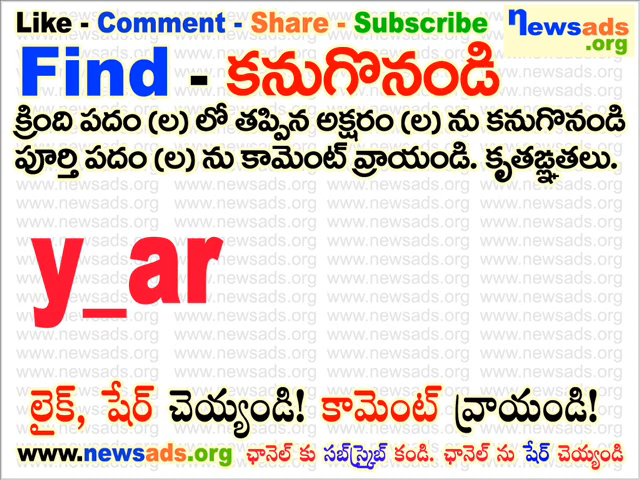 Like - Comment - Share - Subscribe
newsads
.org
Find - కనుగొనండి
క్రింది పదం (ల) లో తప్పిన అక్షరం (ల) ను కనుగొనండి
పూర్తి పదం (ల) ను కామెంట్ వ్రాయండి. కృతఙ్ఞతలు.
y_ar
లైక్, షేర్ చెయ్యండి! కామెంట్ వ్రాయండి!
www.newsads.org ఛానెల్ కు సబ్‌స్క్రైబ్ కండి. ఛానెల్ ను షేర్ చెయ్యండి